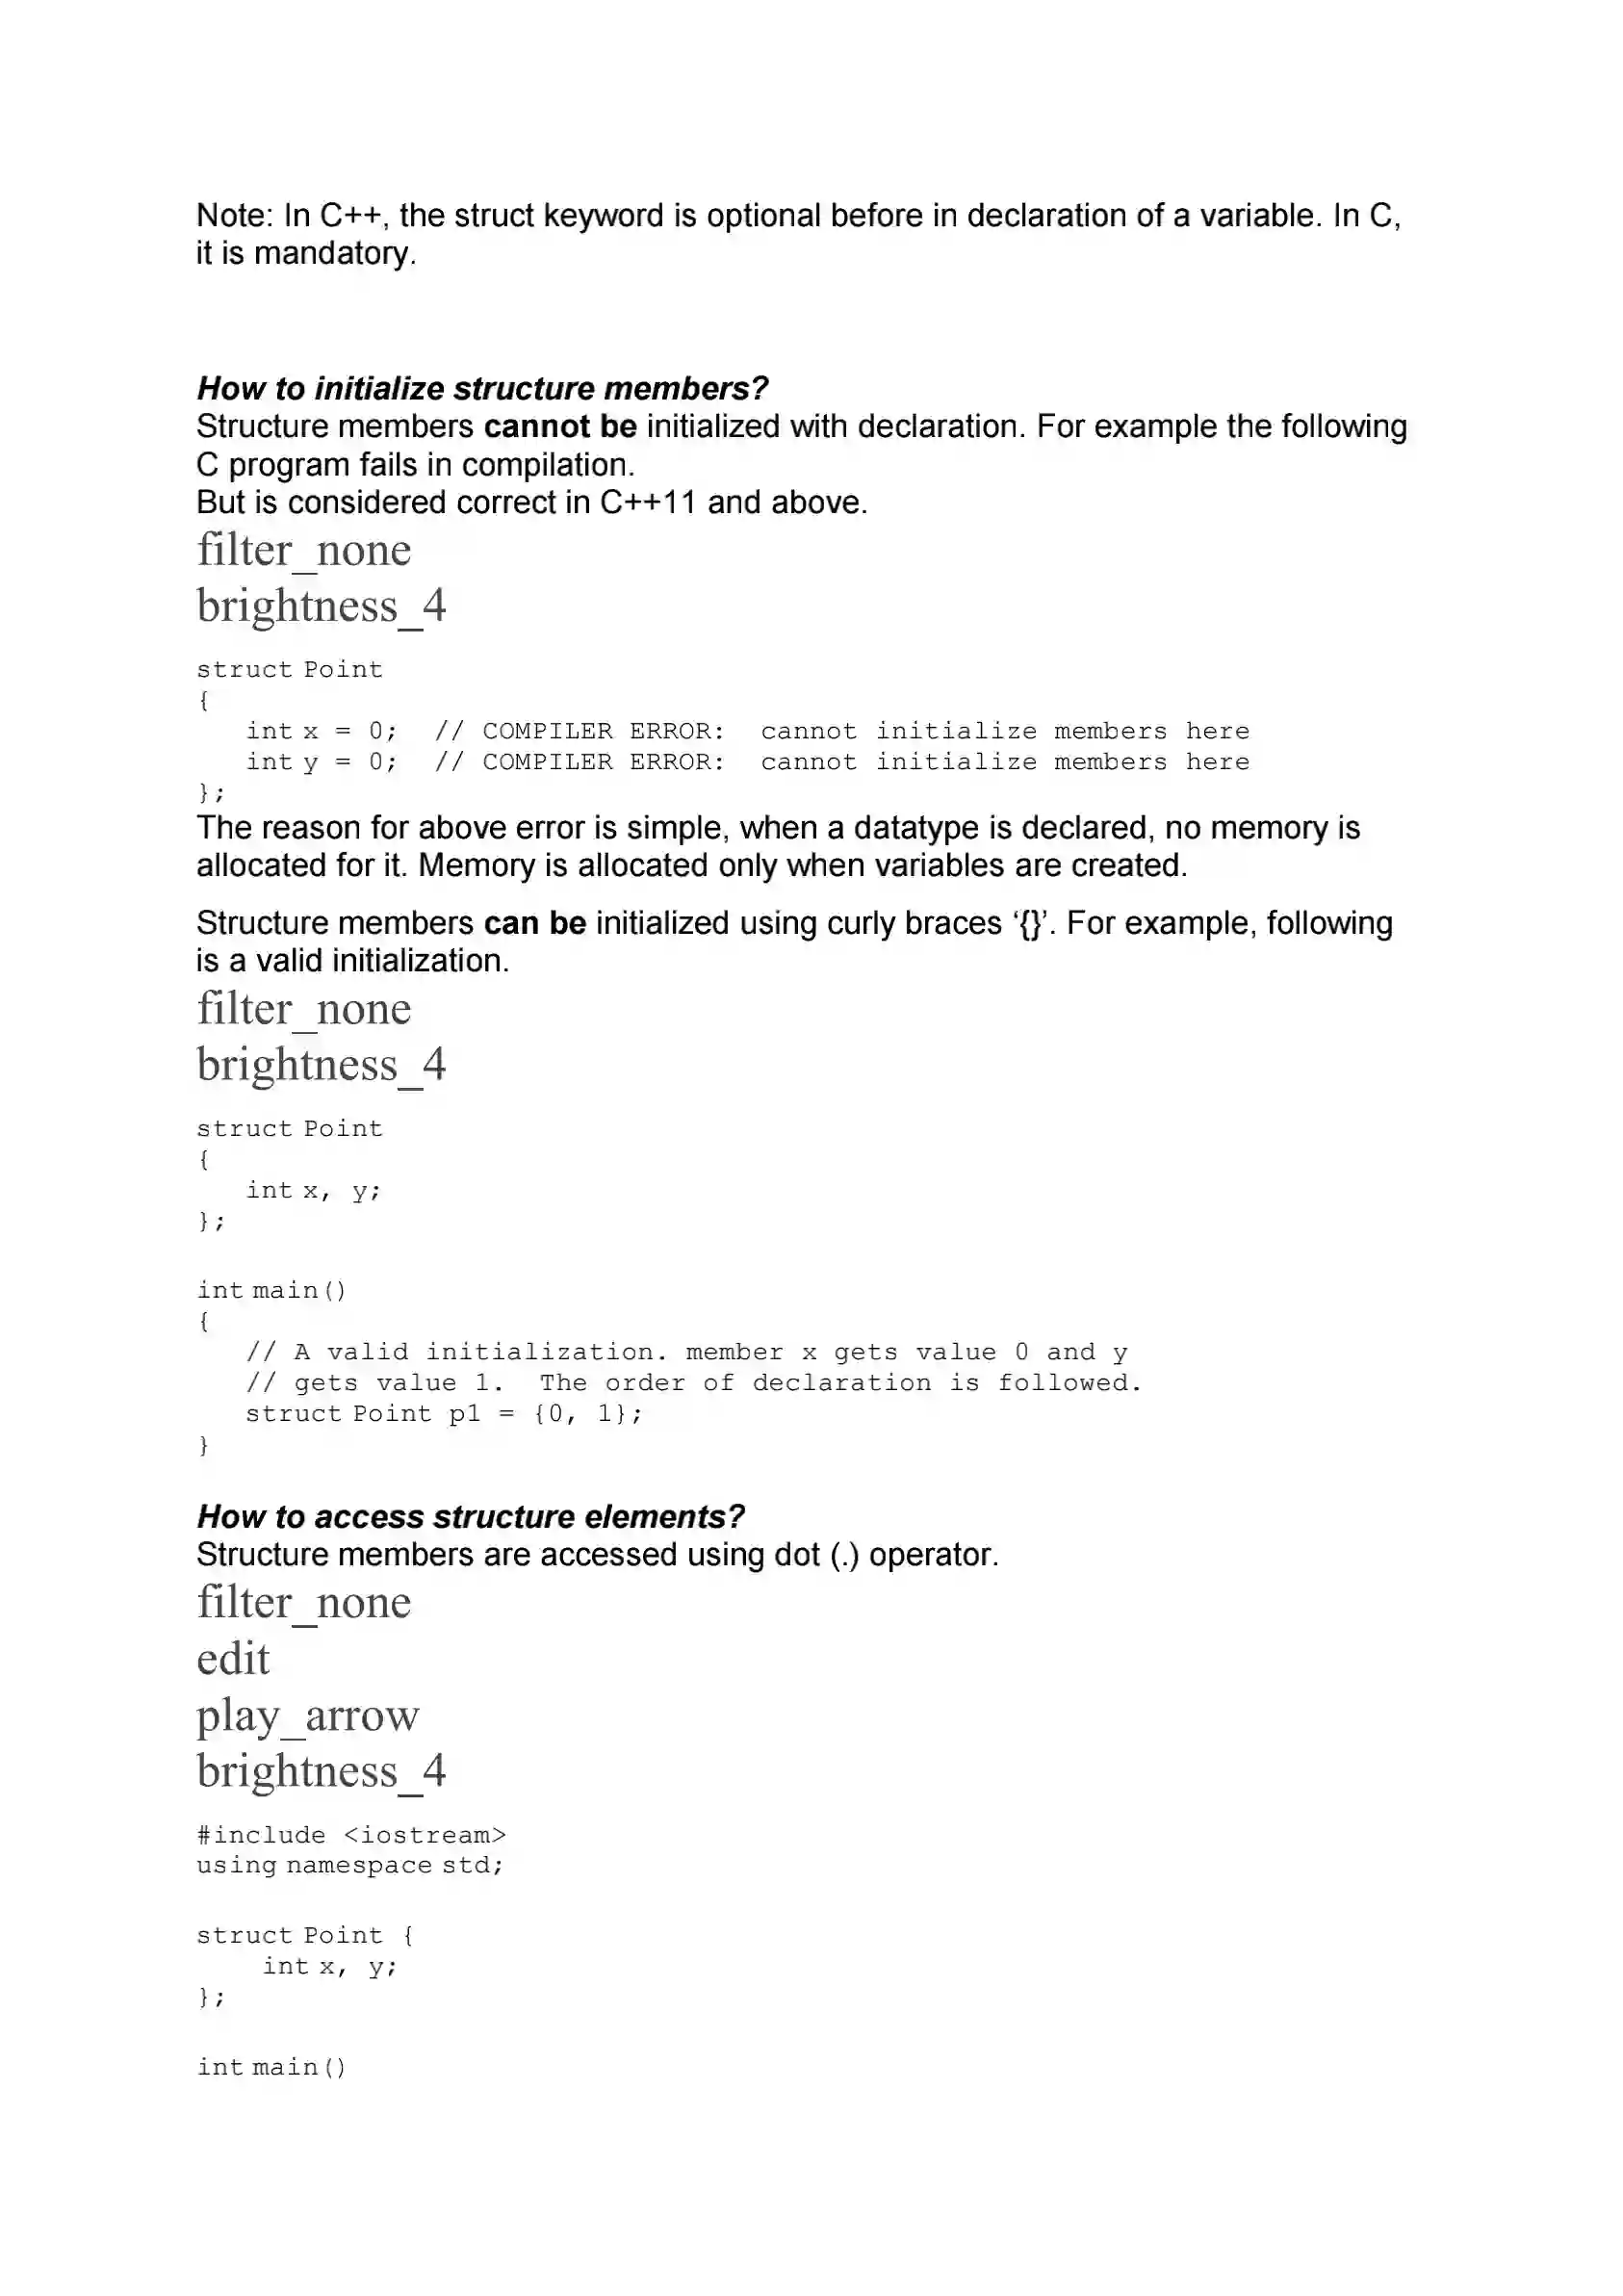 Note: In C++, the struct keyword is optional before in declaration of a variable. In C,
it is mandatory.
How to initialize structure members?
Structure members cannot be initialized with declaration. For example the following
C program fails in compilation.
But is considered correct in C++11 and above.
filter_none
brightness_4
struct Point
{
   int x = 0;  // COMPILER ERROR:  cannot initialize members here
   int y = 0;  // COMPILER ERROR:  cannot initialize members here
};
The reason for above error is simple, when a datatype is declared, no memory is
allocated for it. Memory is allocated only when variables are created.
Structure members can be initialized using curly braces ‘{}’. For example, following
is a valid initialization.
filter_none
brightness_4
struct Point
{
   int x, y;
};
int main()
{
   // A valid initialization. member x gets value 0 and y
   // gets value 1.  The order of declaration is followed.
   struct Point p1 = {0, 1};
}
How to access structure elements?
Structure members are accessed using dot (.) operator.
filter_none
edit
play_arrow
brightness_4
#include <iostream>
using namespace std;
struct Point {
    int x, y;
};
int main()